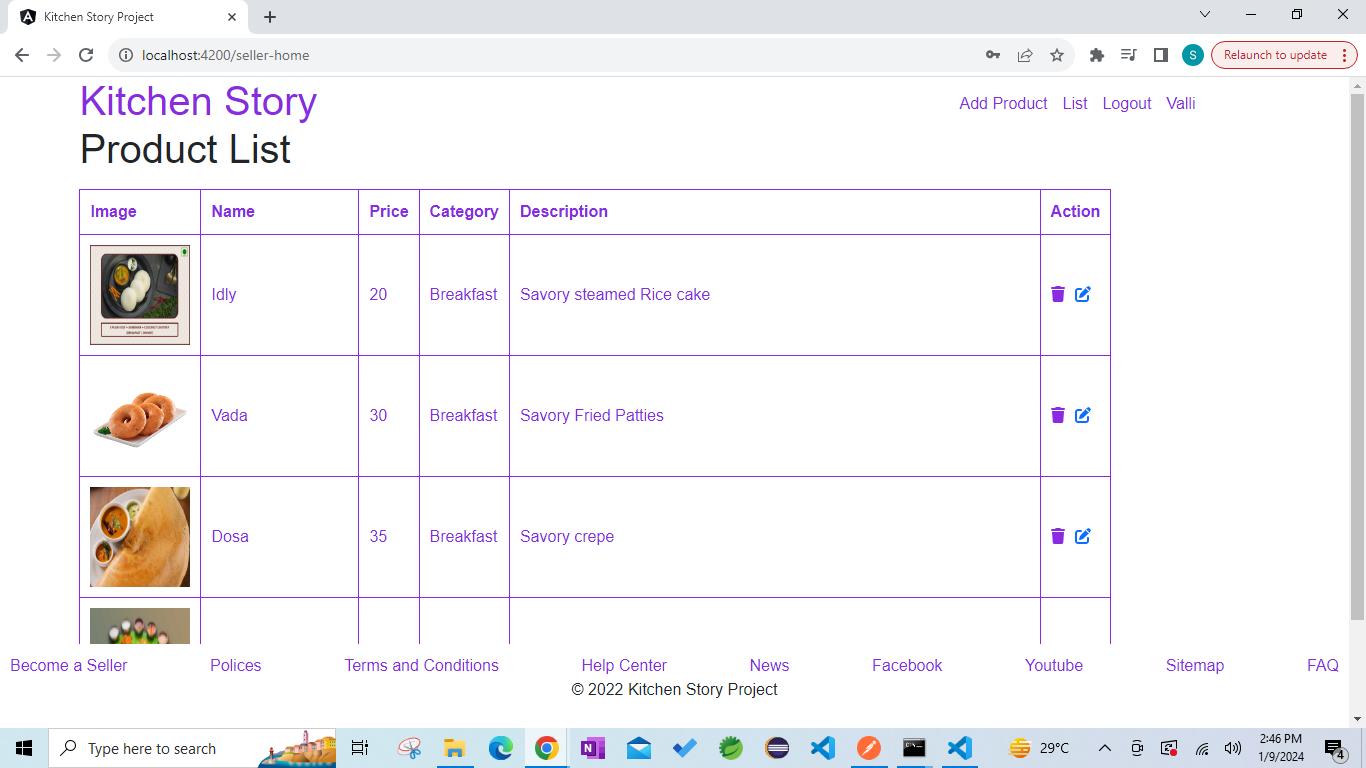 Kitchen Story Project
localhost:4200/seller-home
S
Relaunch to update
Kitchen Story
Add Product List Logout Valli
Product List
Image Name Price Category Description Action
Idly 20 Breakfast Savory steamed Rice cake
Vada 30 Breakfast Savory Fried Patties
Dosa 35 Breakfast Savory crepe
Become a Seller Polices Terms and Conditions Help Center News Facebook Youtube Sitemap FAQ
© 2022 Kitchen Story Project
Type here to search
29°C
2:46 PM
1/9/2024
4